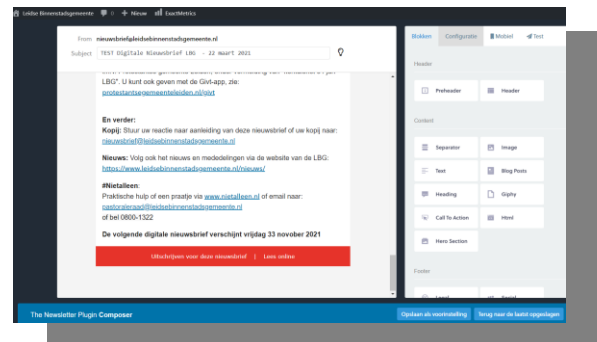 Leidse Binnenstadsgemeente 0 + Nieuw ExactMetrics
From nieuwsbrief@leidsebinnenstadsgemeente.nl
Subject TEST Digitale Nieuwsbrief LBG - 22 maart 2021
LBG". U kunt ook geven met de Givt-app, zie:
protestantsegemeenteleiden.nl/givt
En verder:
Kopij: Stuur uw reactie naar aanleiding van deze nieuwsbrief of uw kopij naar:
nieuwsbrief@leidsebinnenstadsgemeente.nl
Nieuws: Volg ook het nieuws en mededelingen via de website van de LBG:
https://www.leidsebinnenstadsgemeente.nl/nieuws/
#Nietalleen:
Praktische hulp of een praatje via www.nietalleen.nl of email naar:
pastoraleraad@leidsebinnenstadsgemeente.nl
of bel 0800-1322
De volgende digitale nieuwsbrief verschijnt vrijdag 33 novober 2021
Uitschrijven voor deze nieuwsbrief | Lees online
Blokken Configuratie Mobiel Test
Header
Preheader Header
Content
Separator Image
Text Blog Posts
Heading Giphy
Call To Action Html
Hero Section
Footer
Legal Social
The Newsletter Plugin Composer
Opslaan als voorinstelling Terug naar de laatst opgeslagen